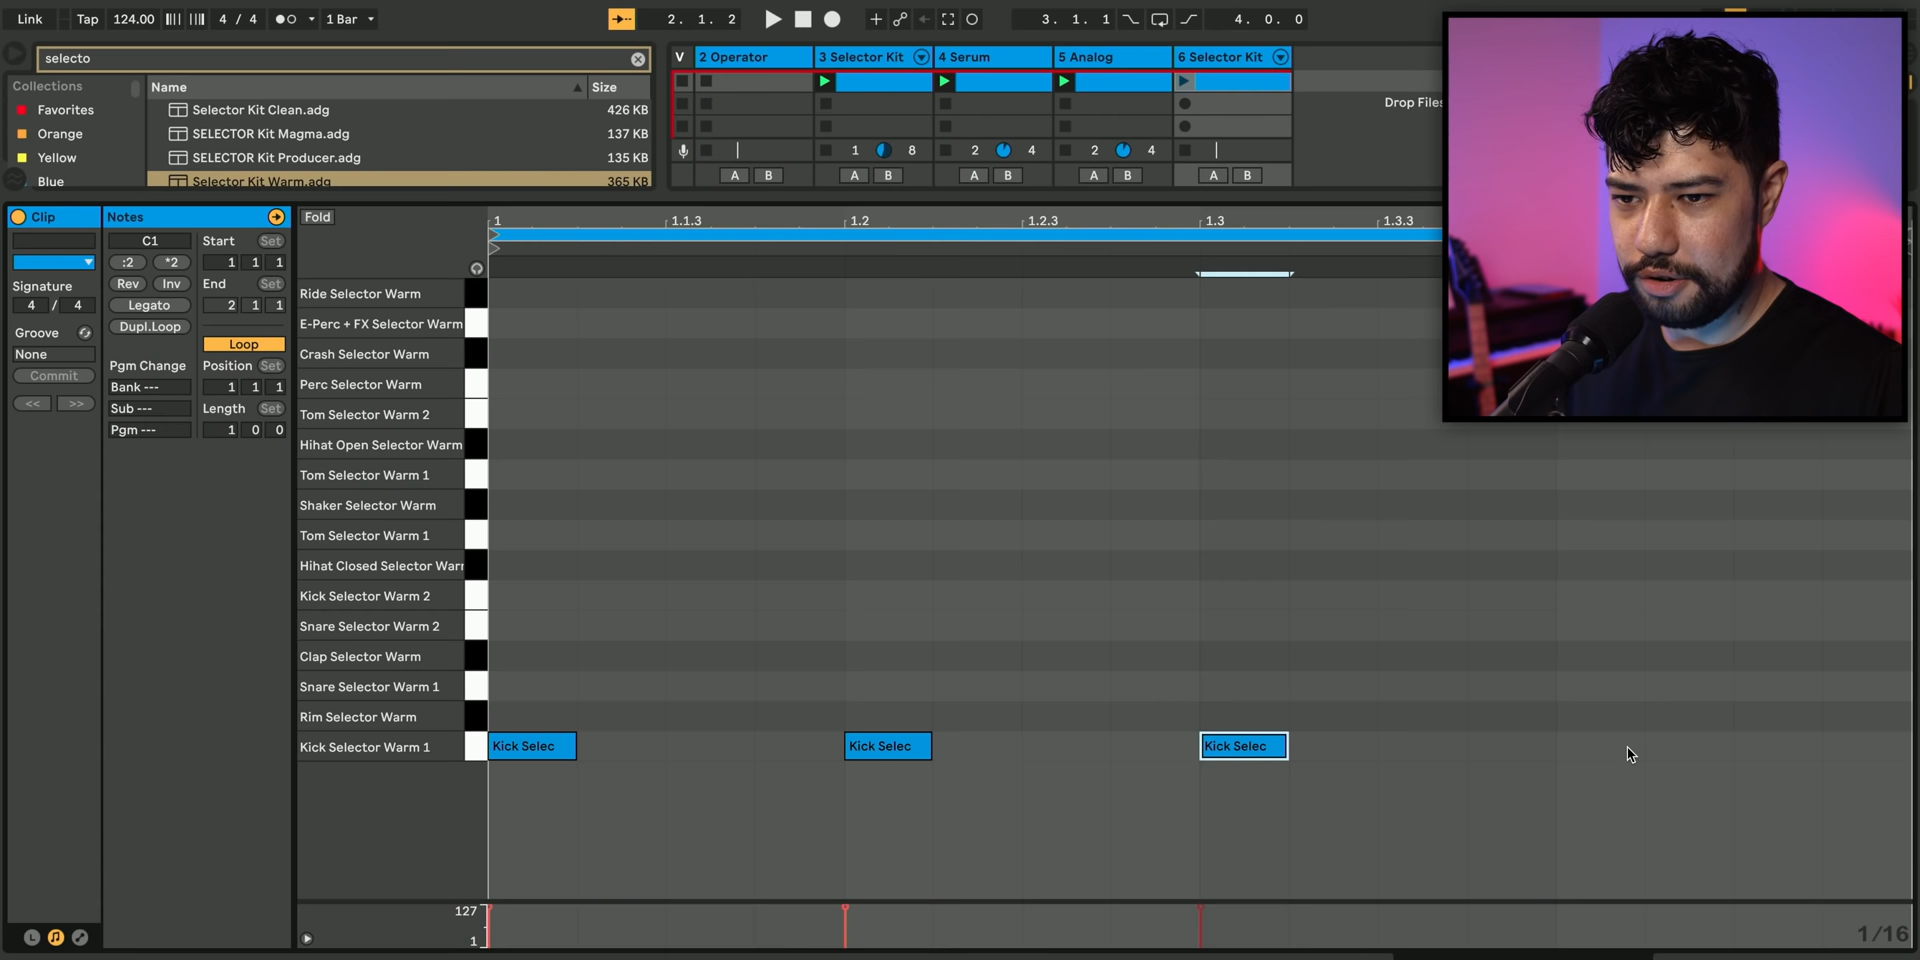 Link Tap 124.00 4 / 4 1 Bar 2. 1. 2 3. 1. 1 4. 0. 0
selecto
V 2 Operator 3 Selector Kit 4 Serum 5 Analog 6 Selector Kit
Collections Name Size
Favorites Selector Kit Clean.adg 426 KB
Drop Files
Orange SELECTOR Kit Magma.adg 137 KB
Yellow SELECTOR Kit Producer.adg 135 KB
1 8 2 4 2 4
Blue Selector Kit Warm.adg 365 KB
A B A B A B A B A B
Clip Notes Fold 1 1.1.3 1.2 1.2.3 1.3 1.3.3
C1 Start Set
:2 *2 1 1 1
Signature Rev Inv End Set
4 / 4 Legato 2 1 1
Groove Dupl.Loop
None Loop
Commit Pgm Change Position Set
Bank --- 1 1 1
<< >> Sub --- Length Set
Pgm --- 1 0 0
Ride Selector Warm
E-Perc + FX Selector Warm
Crash Selector Warm
Perc Selector Warm
Tom Selector Warm 2
Hihat Open Selector Warm
Tom Selector Warm 1
Shaker Selector Warm
Tom Selector Warm 1
Hihat Closed Selector Warr
Kick Selector Warm 2
Snare Selector Warm 2
Clap Selector Warm
Snare Selector Warm 1
Rim Selector Warm
Kick Selector Warm 1 Kick Selec Kick Selec Kick Selec
127
1
L
1/16